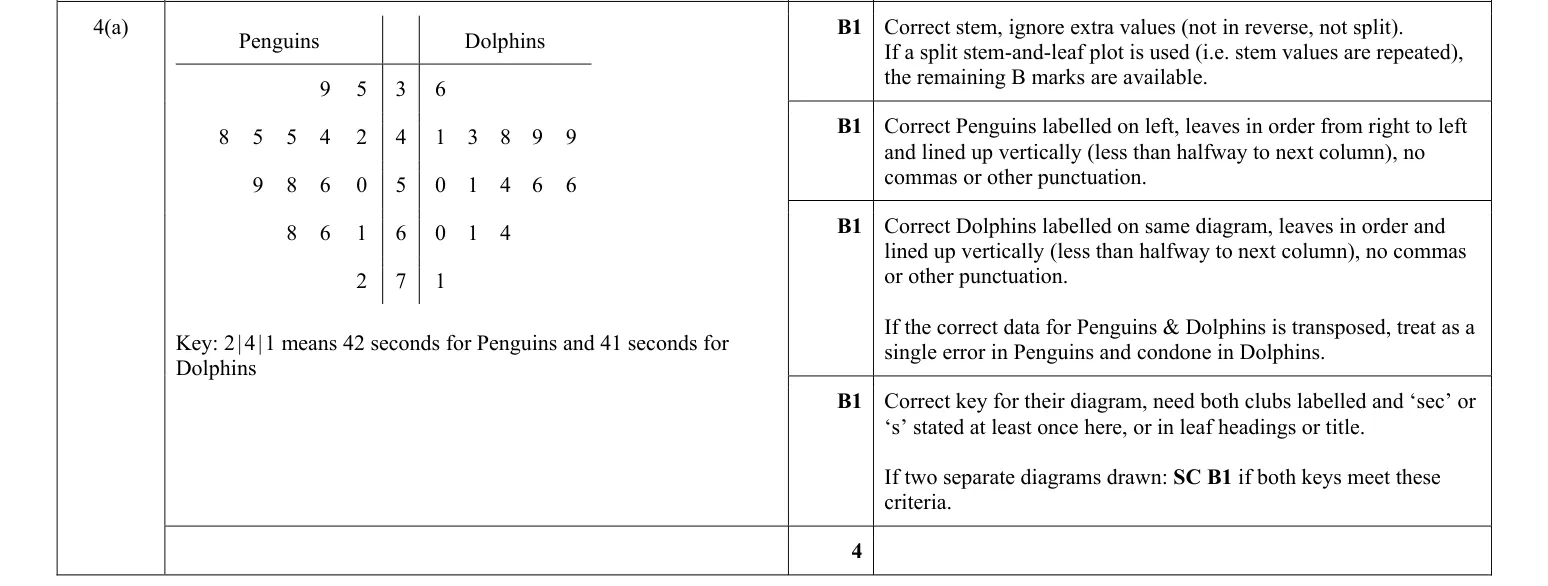 4(a)
Penguins Dolphins
9 5 3 6
8 5 5 4 2 4 1 3 8 9 9
9 8 6 0 5 0 1 4 6 6
8 6 1 6 0 1 4
2 7 1
Key: 2|4|1 means 42 seconds for Penguins and 41 seconds for
Dolphins
B1 Correct stem, ignore extra values (not in reverse, not split).
If a split stem-and-leaf plot is used (i.e. stem values are repeated),
the remaining B marks are available.
B1 Correct Penguins labelled on left, leaves in order from right to left
and lined up vertically (less than halfway to next column), no
commas or other punctuation.
B1 Correct Dolphins labelled on same diagram, leaves in order and
lined up vertically (less than halfway to next column), no commas
or other punctuation.
If the correct data for Penguins & Dolphins is transposed, treat as a
single error in Penguins and condone in Dolphins.
B1 Correct key for their diagram, need both clubs labelled and ‘sec’ or
‘s’ stated at least once here, or in leaf headings or title.
If two separate diagrams drawn: SC B1 if both keys meet these
criteria.
4